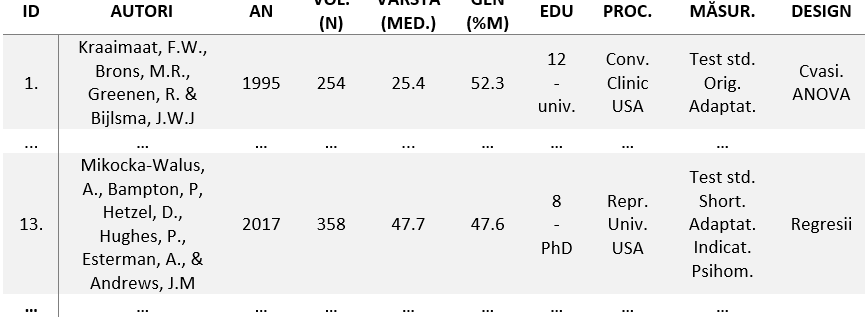 ID AUTORI AN VOL. (N) VÂRSTA (MED.) GEN (%M) EDU PROC. MĂSUR. DESIGN
1. Kraaimaat, F.W., Brons, M.R., Greenen, R. & Bijlsma, J.W.J 1995 254 25.4 52.3 12 - univ. Conv. Clinic USA Test std. Orig. Adaptat. Cvasi. ANOVA
... … … … ... … … … …
13. Mikocka-Walus, A., Bampton, P, Hetzel, D., Hughes, P., Esterman, A., & Andrews, J.M 2017 358 47.7 47.6 8 - PhD Repr. Univ. USA Test std. Short. Adaptat. Indicat. Psihom. Regresii
… … … … … … … … …